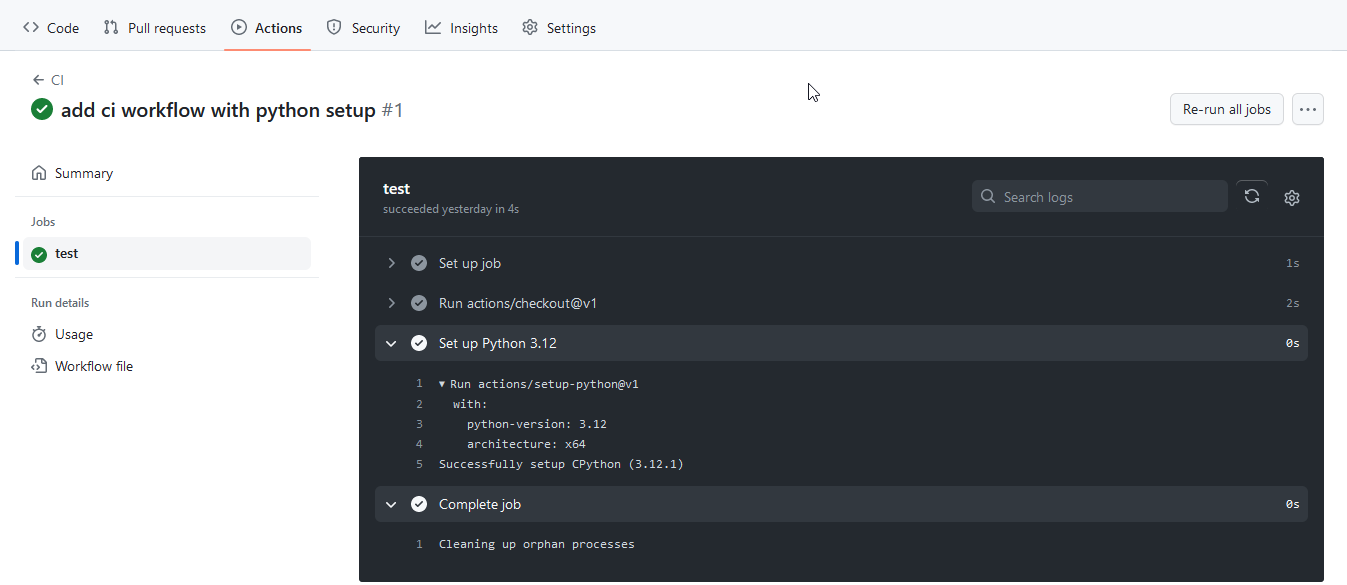 Code Pull requests Actions Security Insights Settings
CI
add ci workflow with python setup #1
Re-run all jobs
Summary
Jobs
test
Run details
Usage
Workflow file
test
succeeded yesterday in 4s
Search logs
Set up job 1s
Run actions/checkout@v1 2s
Set up Python 3.12 0s
1 Run actions/setup-python@v1
2 with:
3 python-version: 3.12
4 architecture: x64
5 Successfully setup CPython (3.12.1)
Complete job 0s
1 Cleaning up orphan processes